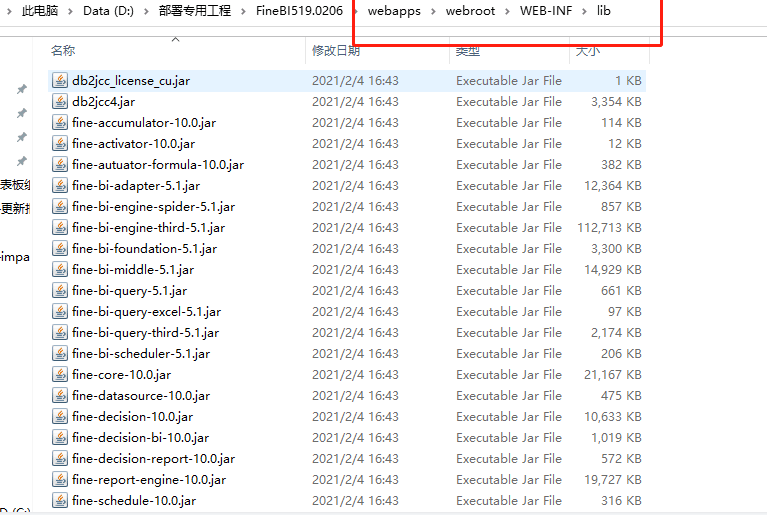 此电脑 > Data (D:) > 部署专用工程 > FineBI519.0206 > webapps > webroot > WEB-INF > lib
名称 修改日期 类型 大小
db2jcc_license_cu.jar 2021/2/4 16:43 Executable Jar File 1 KB
db2jcc4.jar 2021/2/4 16:43 Executable Jar File 3,354 KB
fine-accumulator-10.0.jar 2021/2/4 16:43 Executable Jar File 114 KB
fine-activator-10.0.jar 2021/2/4 16:43 Executable Jar File 12 KB
fine-autuator-formula-10.0.jar 2021/2/4 16:43 Executable Jar File 382 KB
fine-bi-adapter-5.1.jar 2021/2/4 16:43 Executable Jar File 12,364 KB
表板组
fine-bi-engine-spider-5.1.jar 2021/2/4 16:43 Executable Jar File 857 KB
更新指
fine-bi-engine-third-5.1.jar 2021/2/4 16:43 Executable Jar File 112,713 KB
fine-bi-foundation-5.1.jar 2021/2/4 16:43 Executable Jar File 3,300 KB
-impa
fine-bi-middle-5.1.jar 2021/2/4 16:43 Executable Jar File 14,929 KB
fine-bi-query-5.1.jar 2021/2/4 16:43 Executable Jar File 661 KB
fine-bi-query-excel-5.1.jar 2021/2/4 16:43 Executable Jar File 97 KB
fine-bi-query-third-5.1.jar 2021/2/4 16:43 Executable Jar File 2,174 KB
fine-bi-scheduler-5.1.jar 2021/2/4 16:43 Executable Jar File 206 KB
fine-core-10.0.jar 2021/2/4 16:43 Executable Jar File 21,167 KB
fine-datasource-10.0.jar 2021/2/4 16:43 Executable Jar File 475 KB
fine-decision-10.0.jar 2021/2/4 16:43 Executable Jar File 10,633 KB
fine-decision-bi-10.0.jar 2021/2/4 16:43 Executable Jar File 1,019 KB
fine-decision-report-10.0.jar 2021/2/4 16:43 Executable Jar File 572 KB
fine-report-engine-10.0.jar 2021/2/4 16:43 Executable Jar File 19,727 KB
fine-schedule-10.0.jar 2021/2/4 16:43 Executable Jar File 316 KB